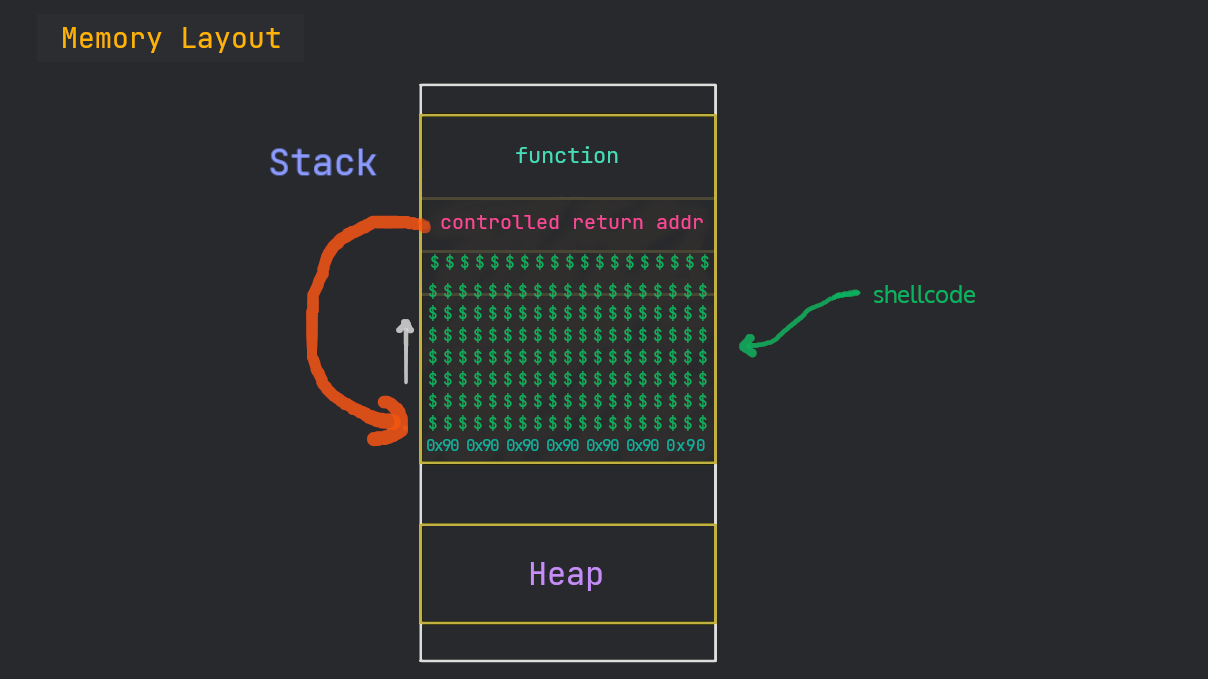 Memory Layout
function
Stack
controlled return addr
$ $ $ $ $ $ $ $ $ $ $ $ $ $ $ $ $ $ $
$ $ $ $ $ $ $ $ $ $ $ $ $ $ $ $ $ $ $
shellcode
$ $ $ $ $ $ $ $ $ $ $ $ $ $ $ $ $ $ $
$ $ $ $ $ $ $ $ $ $ $ $ $ $ $ $ $ $ $
$ $ $ $ $ $ $ $ $ $ $ $ $ $ $ $ $ $ $
$ $ $ $ $ $ $ $ $ $ $ $ $ $ $ $ $ $ $
$ $ $ $ $ $ $ $ $ $ $ $ $ $ $ $ $ $ $
$ $ $ $ $ $ $ $ $ $ $ $ $ $ $ $ $ $ $
0x90 0x90 0x90 0x90 0x90 0x90 0x90
Heap